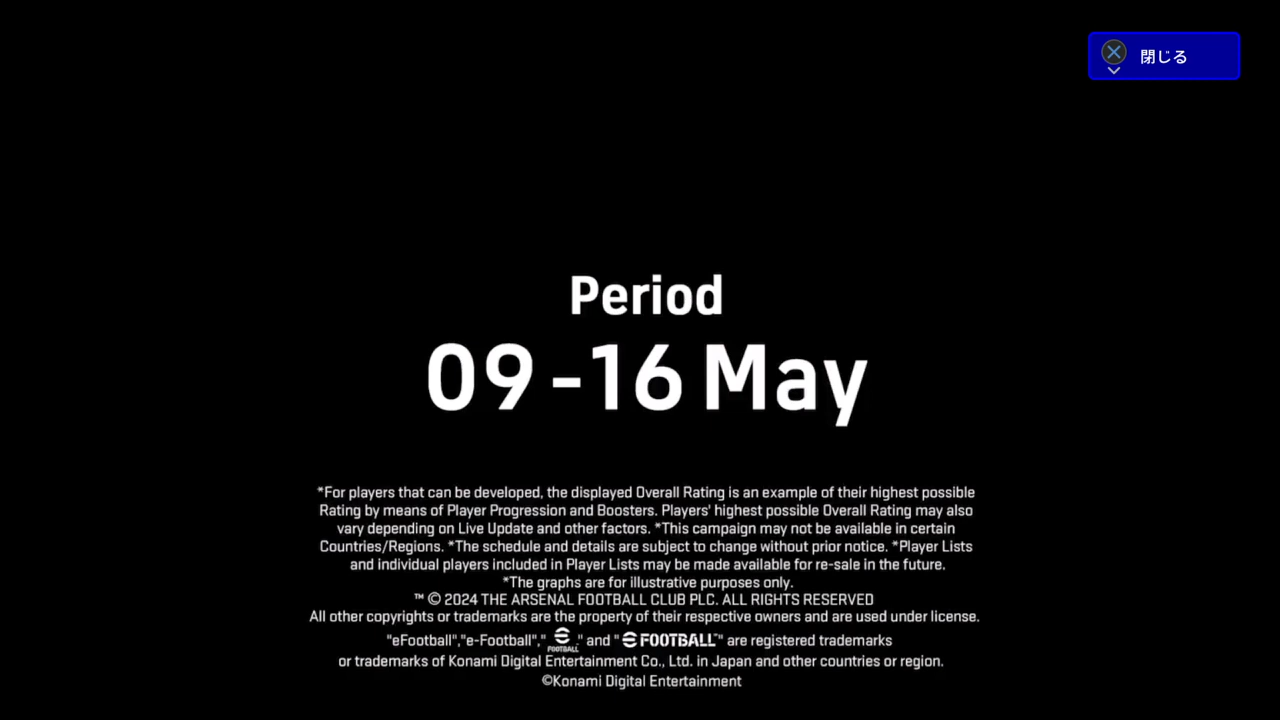 閉じる
Period
09-16 May
*For players that can be developed, the displayed Overall Rating is an example of their highest possible
Rating by means of Player Progression and Boosters. Players' highest possible Overall Rating may also
vary depending on Live Update and other factors. *This campaign may not be available in certain
Countries/Regions. *The schedule and details are subject to change without prior notice. *Player Lists
and individual players included in Player Lists may be made available for re-sale in the future.
*The graphs are for illustrative purposes only.
™ © 2024 THE ARSENAL FOOTBALL CLUB PLC. ALL RIGHTS RESERVED
All other copyrights or trademarks are the property of their respective owners and are used under license.
"eFootball","e-Football"," FOOTBALL" and " FOOTBALL™" are registered trademarks
or trademarks of Konami Digital Entertainment Co., Ltd. in Japan and other countries or region.
©Konami Digital Entertainment